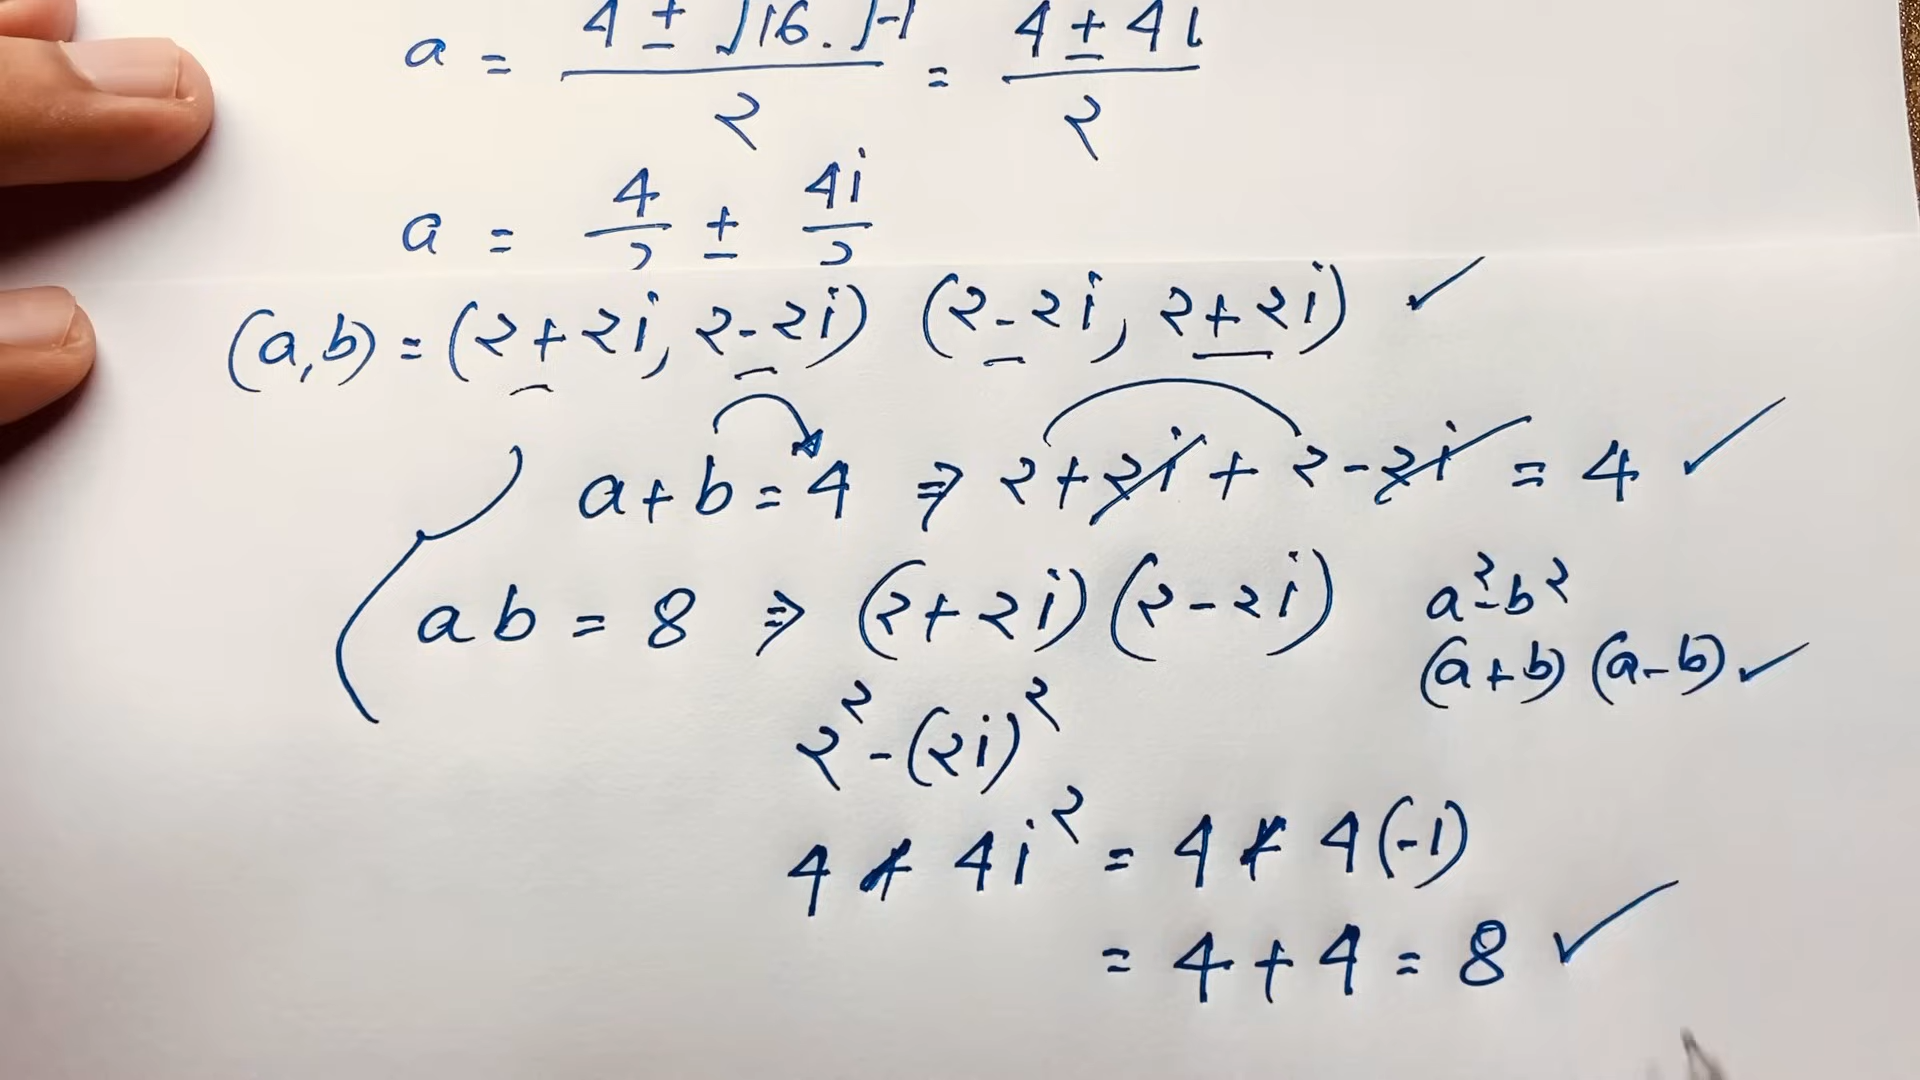 a = 4 ± √16 . √-1 / 2 = 4 ± 4i / 2
a = 4/2 ± 4i/2
(a,b) = (2+2i, 2-2i) (2-2i, 2+2i) ✓
a+b = 4 ⇒ 2+2i + 2-2i = 4 ✓
ab = 8 ⇒ (2+2i)(2-2i)
a²-b²
(a+b) (a-b) ✓
2²-(2i)²
4 - 4i² = 4 - 4(-1)
= 4+4 = 8 ✓